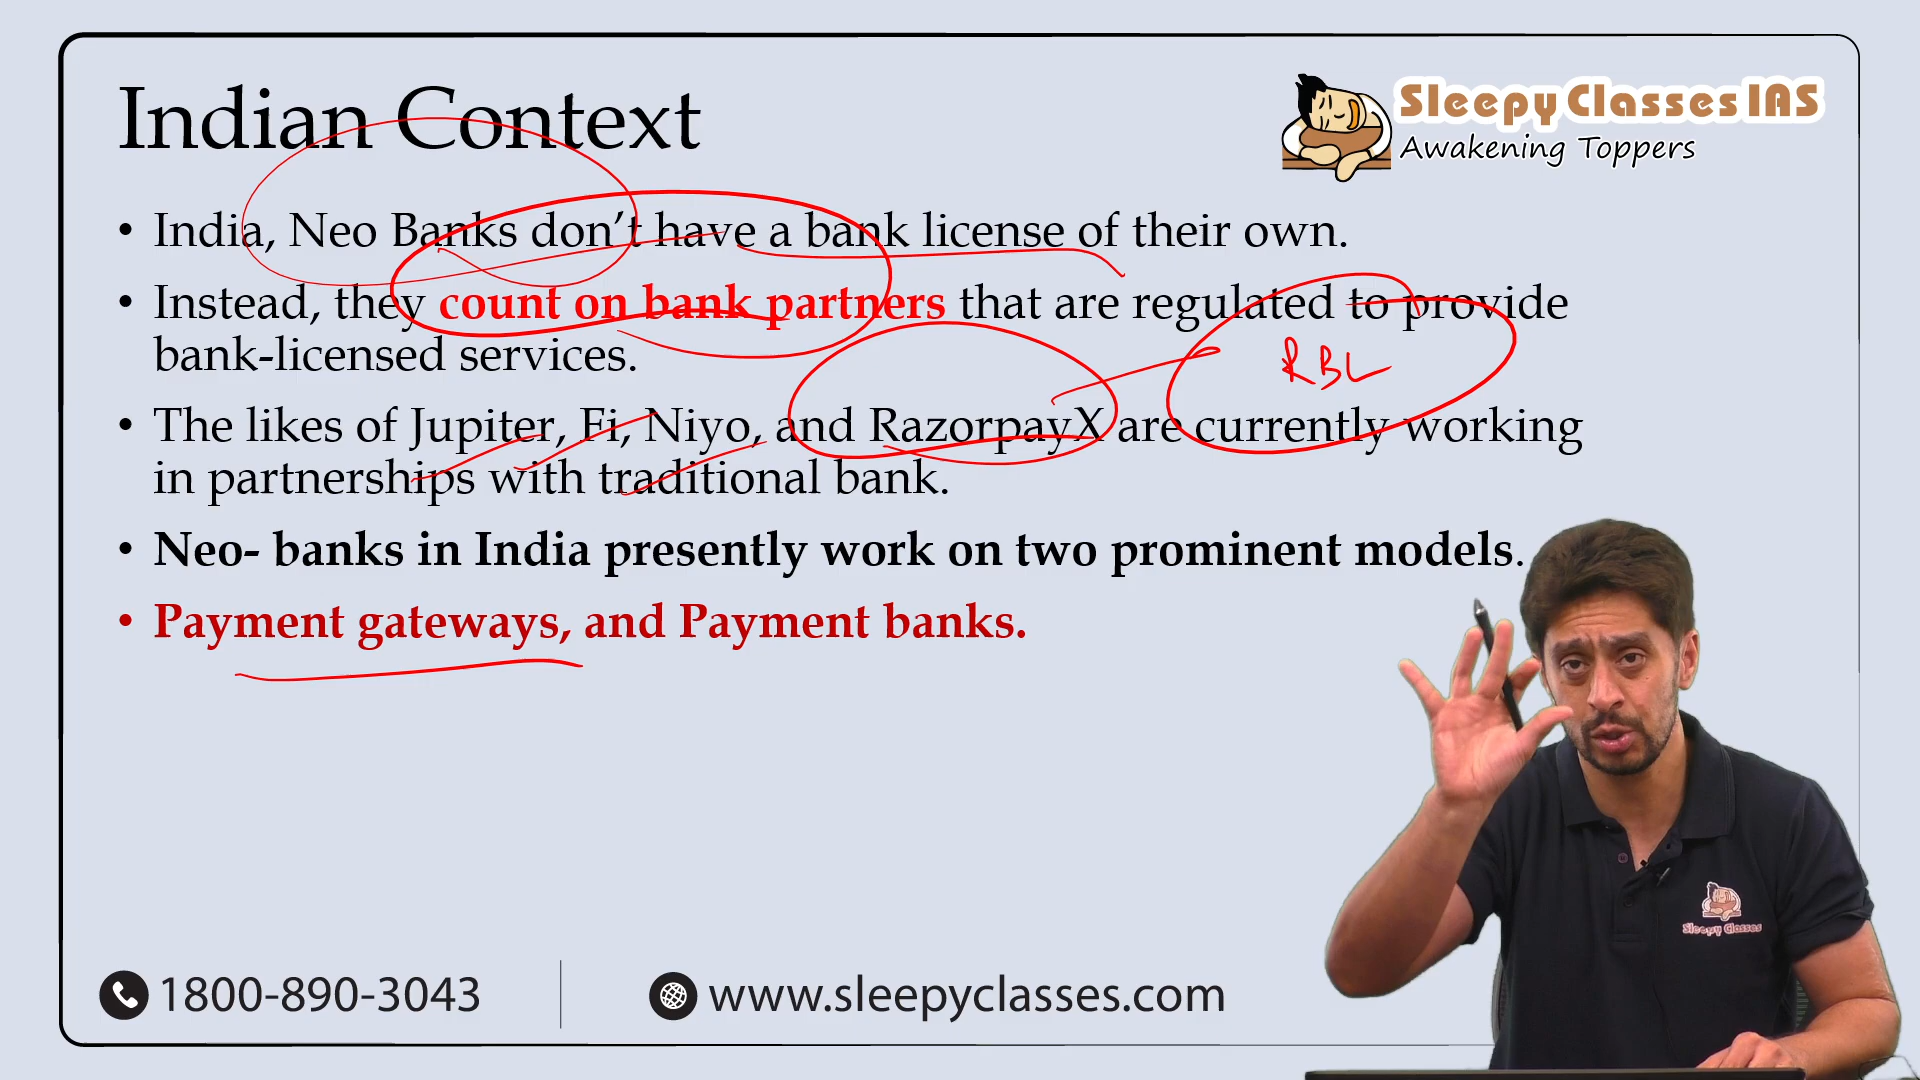 Indian Context
Sleepy Classes IAS
Awakening Toppers
• India, Neo Banks don’t have a bank license of their own.
• Instead, they count on bank partners that are regulated to provide
bank-licensed services.
RBL
• The likes of Jupiter, Fi, Niyo, and RazorpayX are currently working
in partnerships with traditional bank.
• Neo- banks in India presently work on two prominent models.
• Payment gateways, and Payment banks.
Sleepy Classes
1800-890-3043
www.sleepyclasses.com